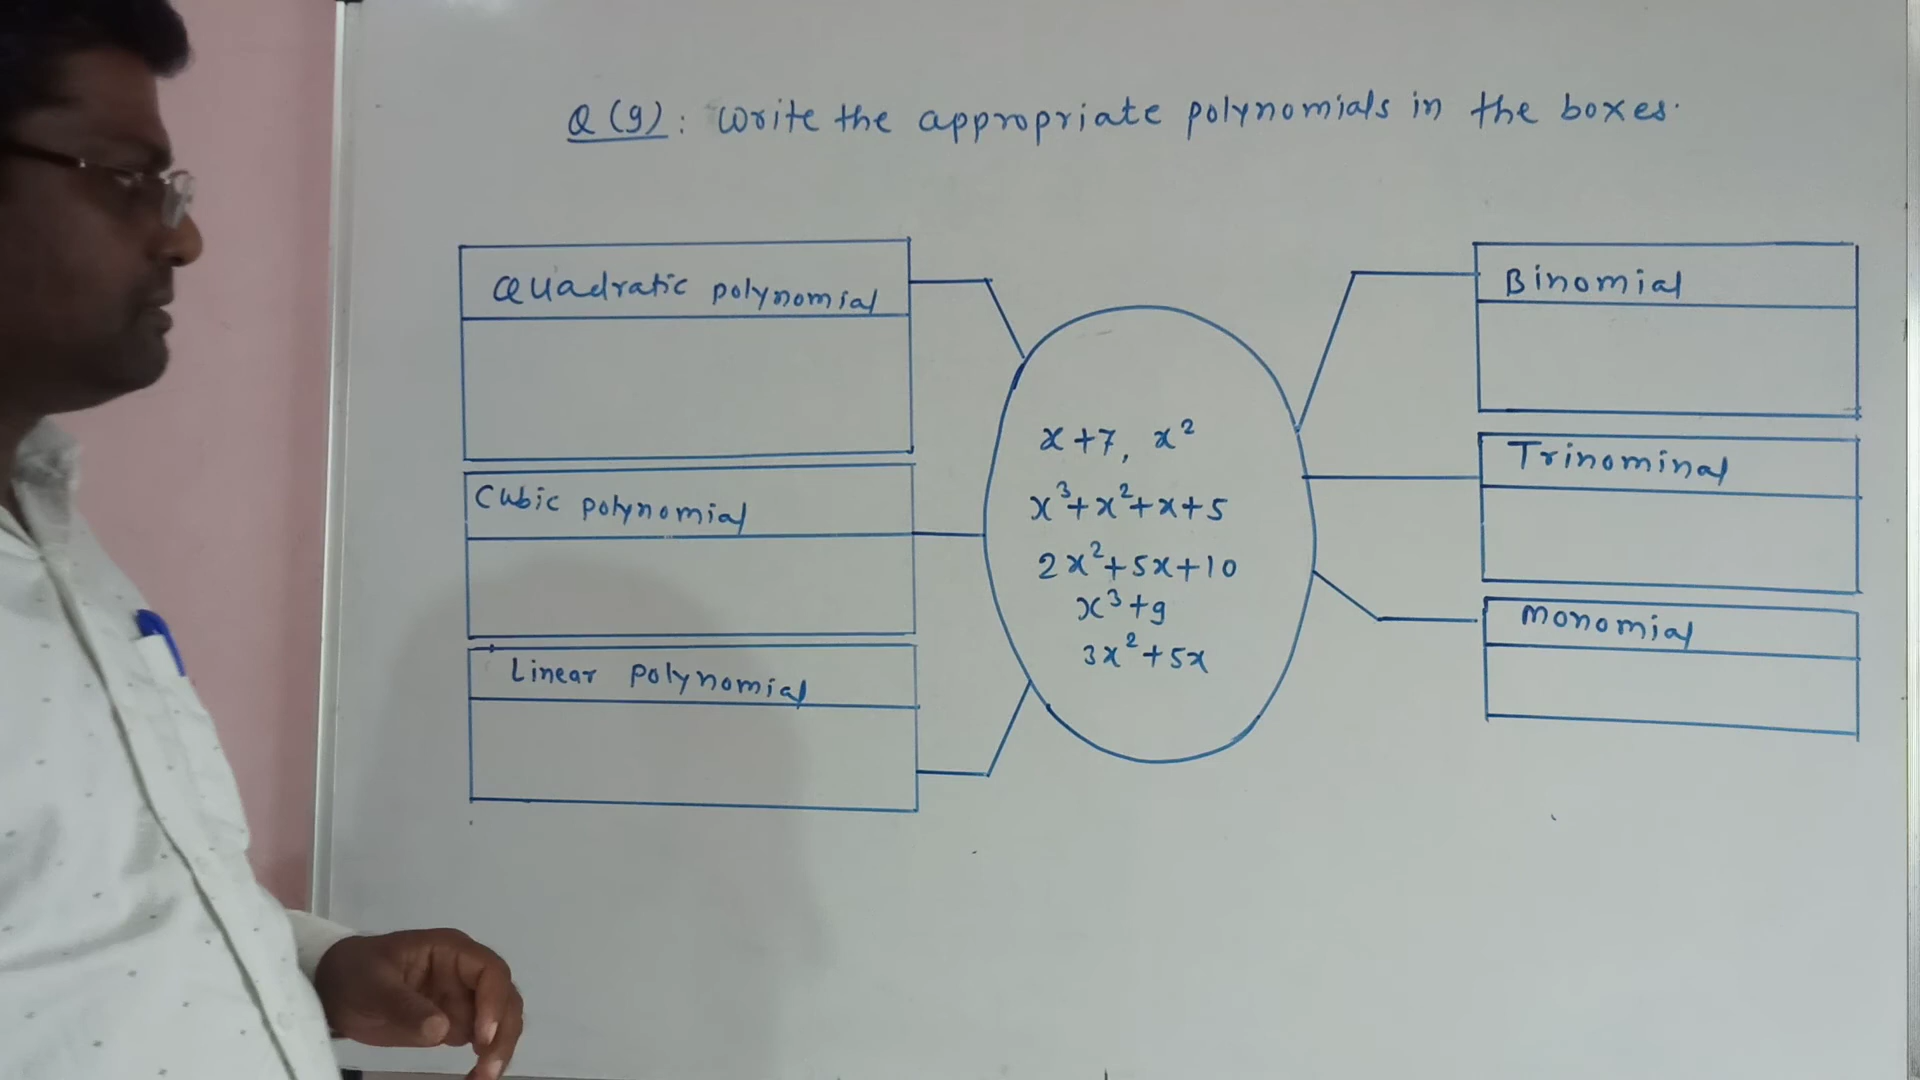 Q(9): Write the appropriate polynomials in the boxes.
Quadratic polynomial
Cubic polynomial
Linear polynomial
x+7, x²
x³+x²+x+5
2x²+5x+10
x³+9
3x²+5x
Binomial
Trinominal
monomial